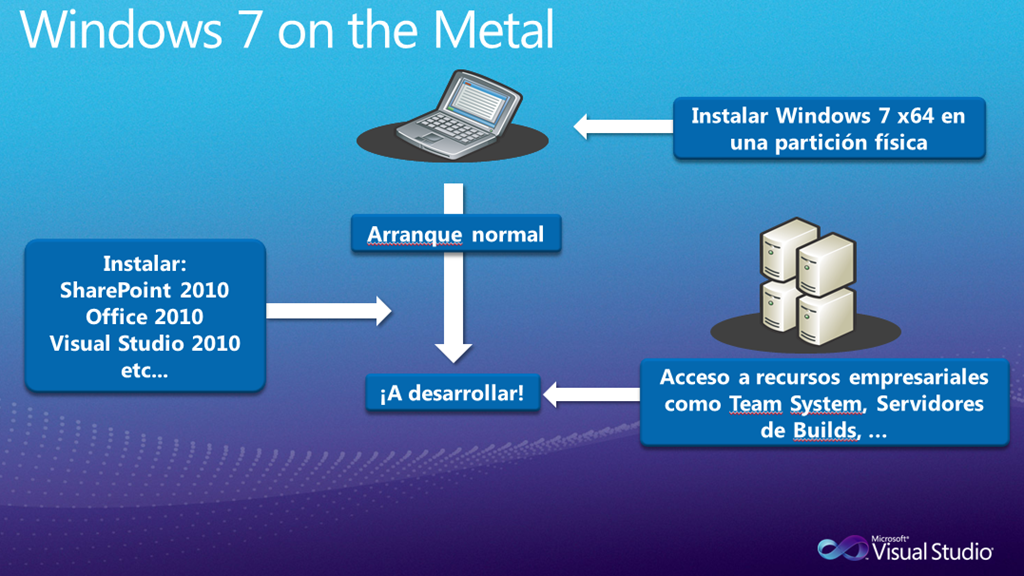 Windows 7 on the Metal
Instalar Windows 7 x64 en
una partición física
Arranque normal
Instalar:
SharePoint 2010
Office 2010
Visual Studio 2010
etc...
¡A desarrollar!
Acceso a recursos empresariales
como Team System, Servidores
de Builds, ...
Microsoft®
Visual Studio®